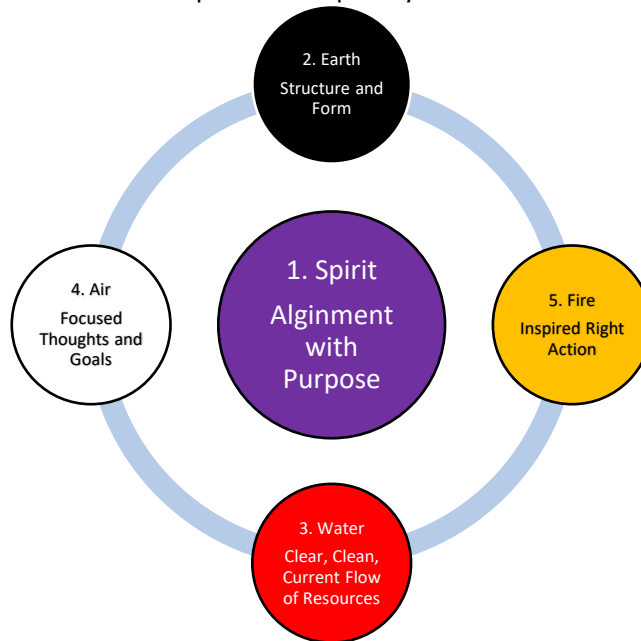 2. Earth
Structure and
Form
1. Spirit
Alginment
with
Purpose
4. Air
Focused
Thoughts and
Goals
5. Fire
Inspired Right
Action
3. Water
Clear, Clean,
Current Flow
of Resources